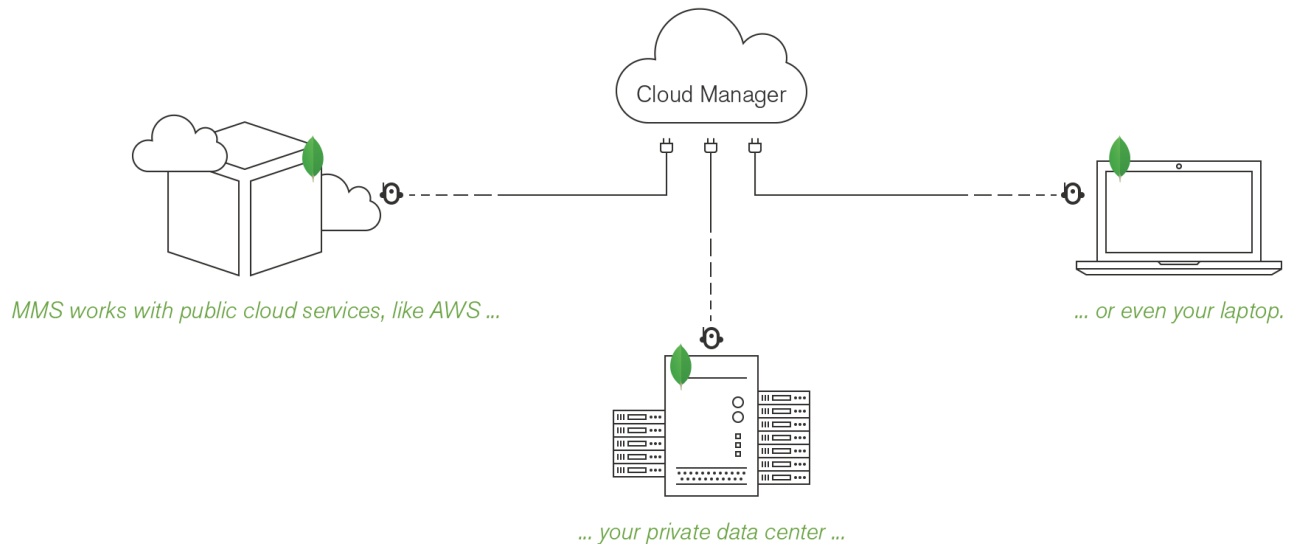 Cloud Manager
MMS works with public cloud services, like AWS ...
... or even your laptop.
... your private data center ...